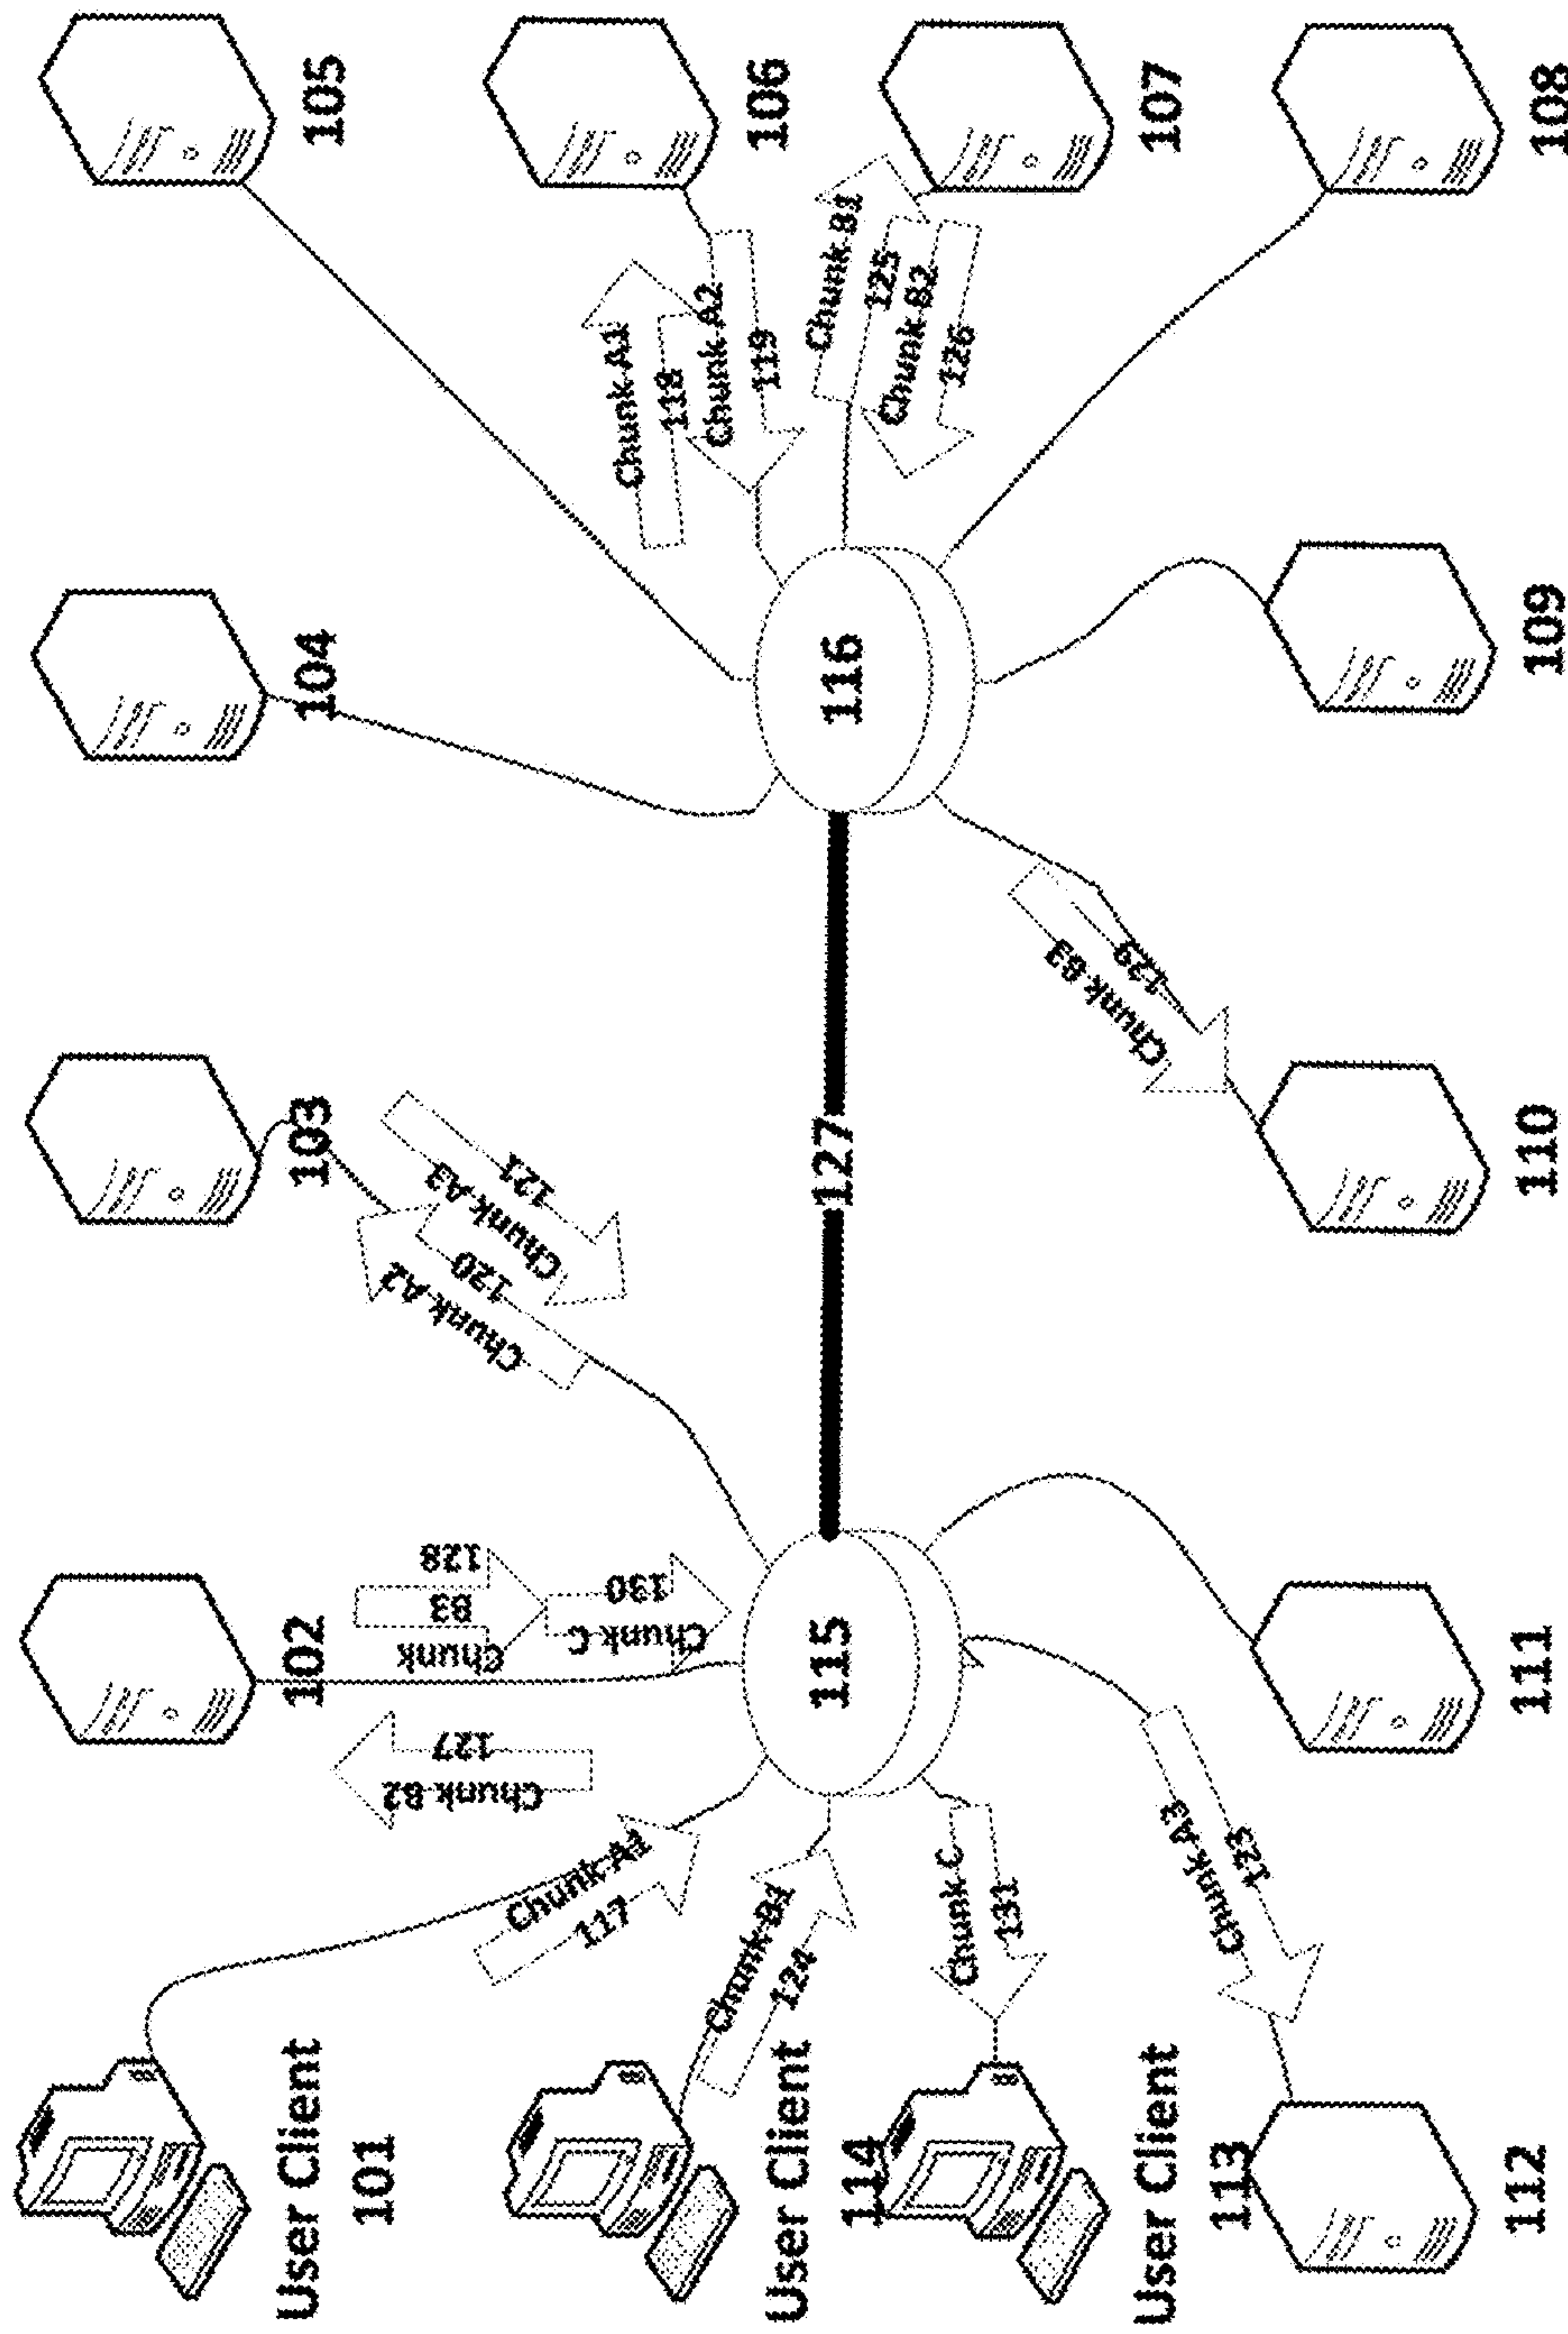 102
103
104
105
User Client
101
127
Chunk B2
Chunk
B3
128
Chunk C
130
Chunk A2
120
Chunk A3
121
Chunk A1
117
Chunk A1
118
Chunk A2
119
106
Chunk B1
124
User Client
114
115
127
116
Chunk B1
125
Chunk B2
126
107
Chunk C
131
User Client
113
Chunk A3
123
Chunk B3
129
112
111
110
109
108